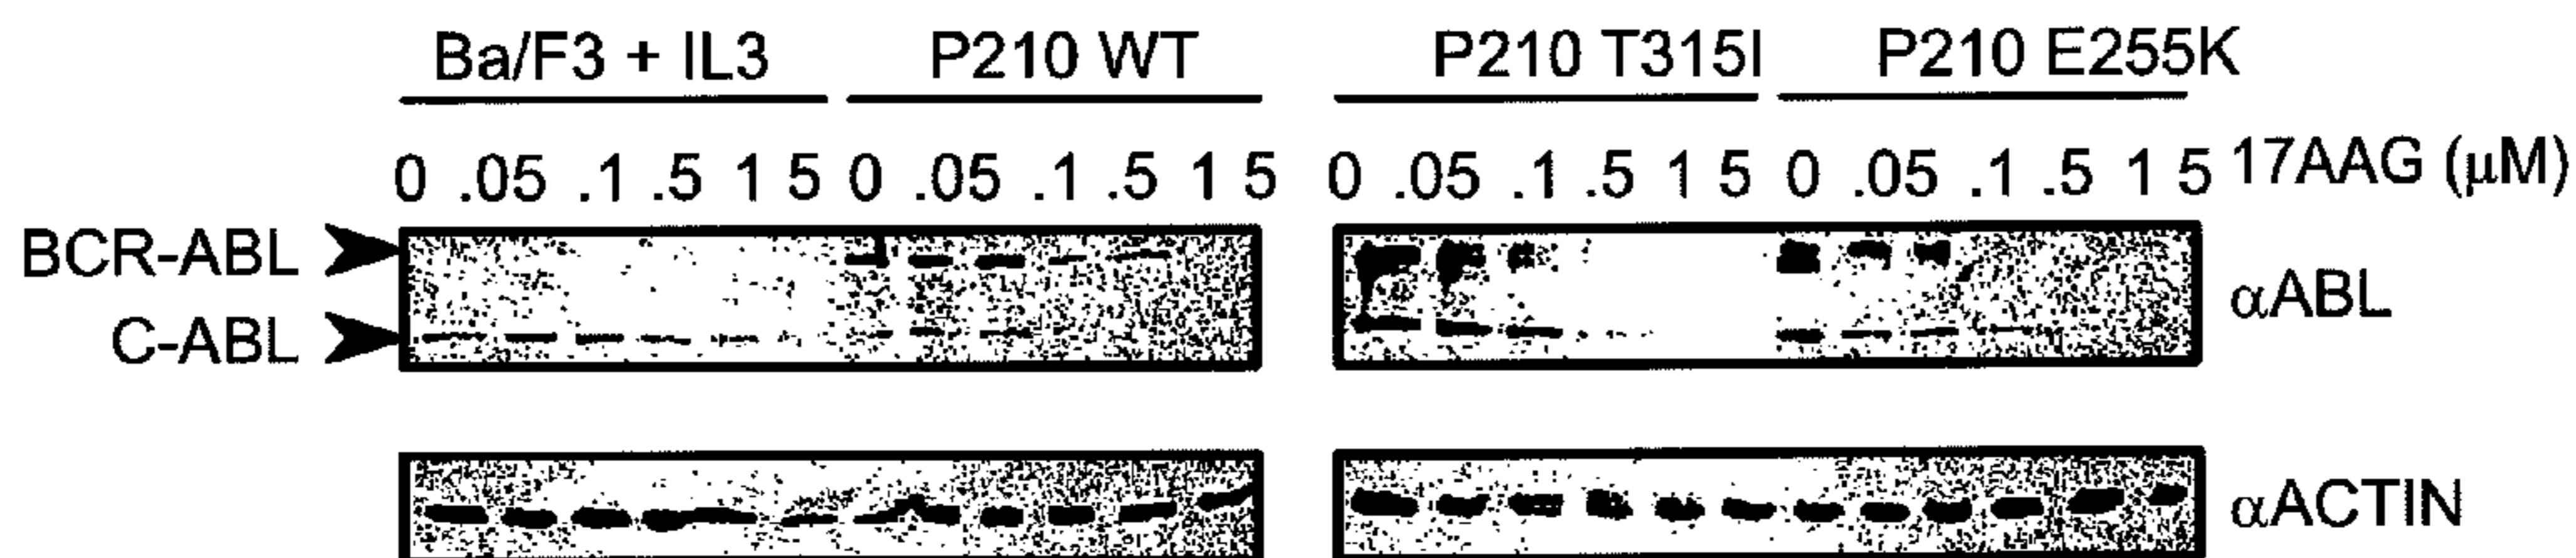 Ba/F3 + IL3 P210 WT P210 T315I P210 E255K
0 .05 .1 .5 1 5 0 .05 .1 .5 1 5 0 .05 .1 .5 1 5 0 .05 .1 .5 1 5 17AAG (μM)
BCR-ABL
C-ABL
αABL
αACTIN